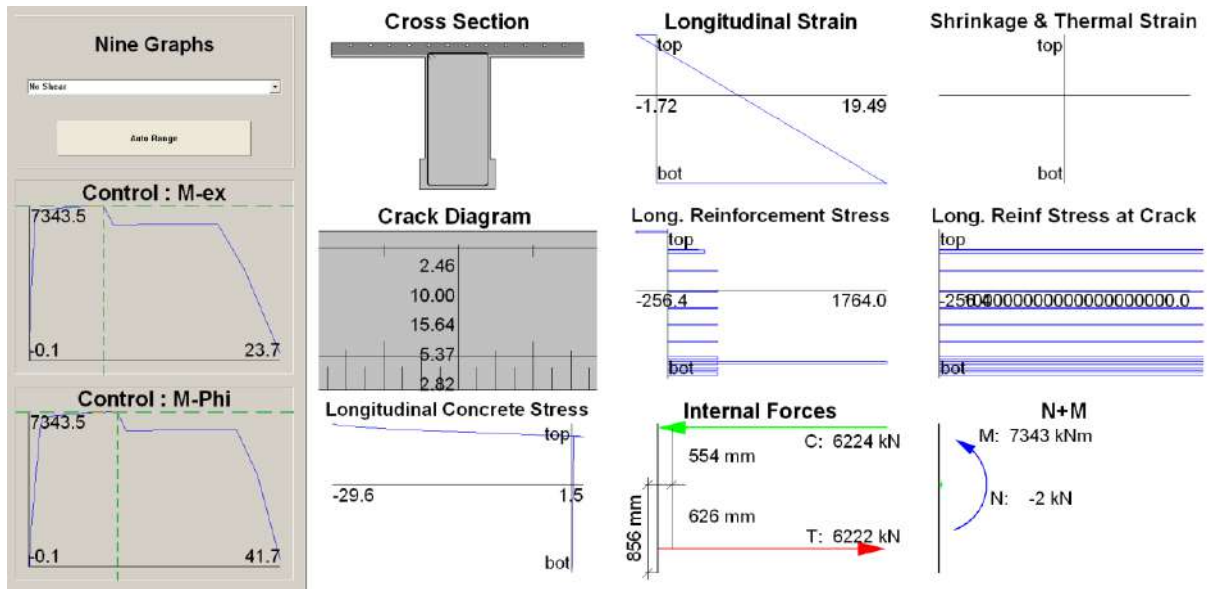 Nine Graphs
No Shear
Auto Range
Control : M-ex
7343.5
-0.1 23.7
Control : M-Phi
7343.5
-0.1 41.7
Cross Section
Crack Diagram
2.46
10.00
15.64
5.37
2.82
Longitudinal Concrete Stress
top
-29.6 1.5
bot
Longitudinal Strain
top
-1.72 19.49
bot
Long. Reinforcement Stress
top
-256.4 1764.0
bot
Internal Forces
C: 6224 kN
554 mm
626 mm
856 mm
T: 6222 kN
Shrinkage & Thermal Strain
top
bot
Long. Reinf Stress at Crack
top
bot
N+M
M: 7343 kNm
N: -2 kN